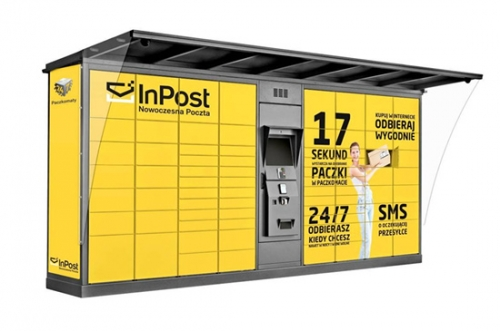 Paczkomaty
InPost
Nowoczesna Poczta
InPost
17
SEKUND
PACZKI
W PACZKOMACIE
KUPUJ W INTERNECIE
ODBIERAJ
WYGODNIE
24/7
ODBIERASZ
KIEDY CHCESZ
SMS
O OCZEKUJĄCEJ
PRZESYŁCE